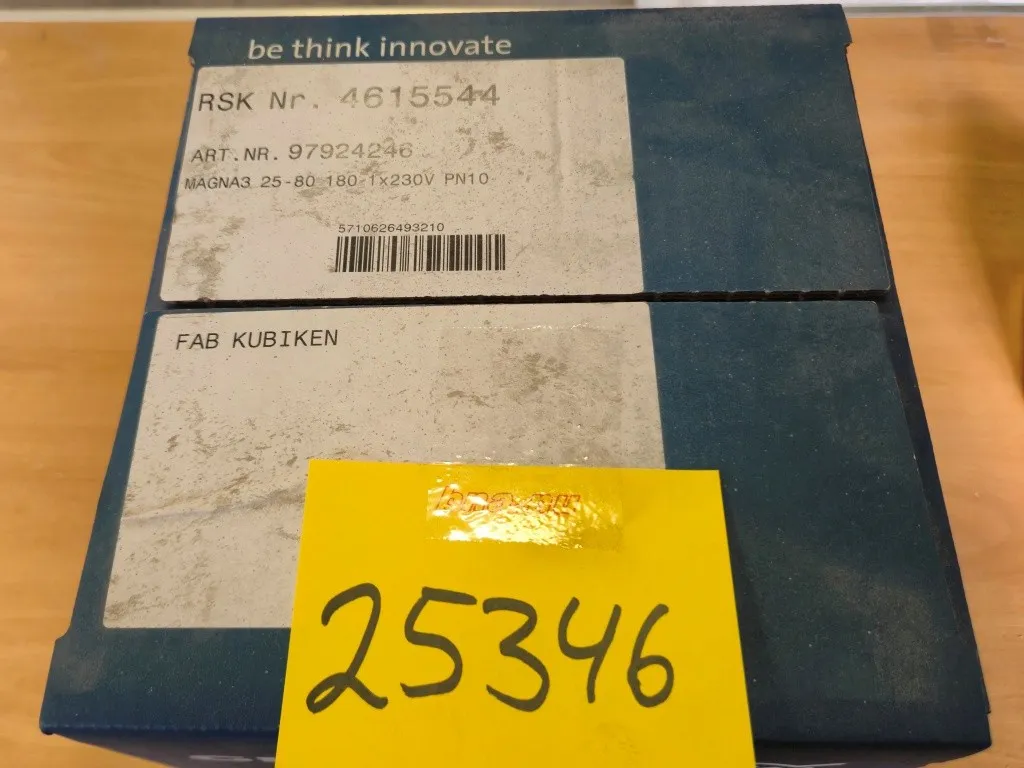 be think innovate
RSK Nr. 4615544
ART.NR. 97924246
MAGNA3 25-80 180 1x230V PN10
5710626493210
FAB KUBIKEN
25346